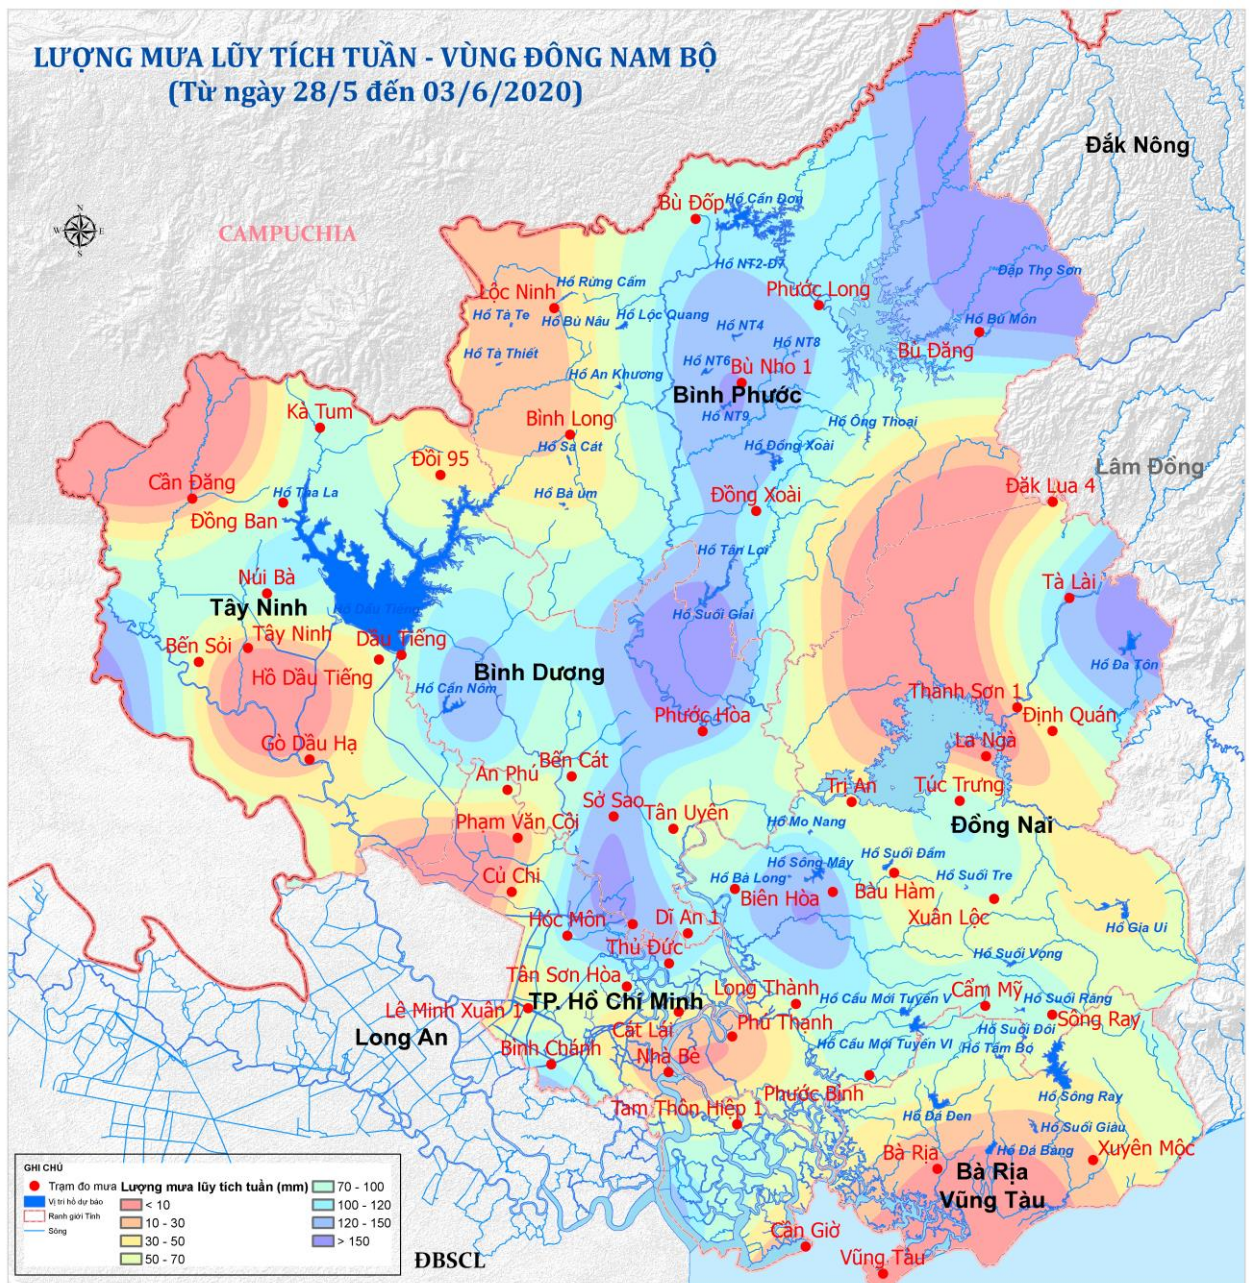 LƯỢNG MƯA LŨY TÍCH TUẦN - VÙNG ĐÔNG NAM BỘ
(Từ ngày 28/5 đến 03/6/2020)
Đắk Nông
N
W E
S
CAMPUCHIA
Bù Đốp
Hồ Cần Đơn
Hồ NT2-Đ7
Đập Thọ Sơn
Hồ Rừng Cấm
Lộc Ninh
Phước Long
Hồ Tà Te
Hồ Bù Nâu
Hồ Lộc Quang
Hồ NT4
Hồ Bù Môn
Bù Đăng
Hồ Tà Thiết
Hồ NT8
Hồ NT6
Bù Nho 1
Hồ An Khương
Bình Phước
Kà Tum
Bình Long
Hồ NT9
Hồ Ông Thoại
Hồ Sa Cát
Hồ Đồng Xoài
Đồi 95
Lâm Đồng
Cần Đăng
Hồ Tha La
Hồ Bà úm
Đồng Xoài
Đăk Lua 4
Đồng Ban
Hồ Tân Lợi
Núi Bà
Tà Lài
Tây Ninh
Hồ Dầu Tiếng
Hồ Suối Giai
Tây Ninh
Bến Sỏi
Dầu Tiếng
Hồ Dầu Tiếng
Bình Dương
Hồ Đa Tôn
Hồ Cần Nôm
Thanh Sơn 1
Phước Hòa
Định Quán
Gò Dầu Hạ
La Ngà
Bến Cát
An Phú
Trị An
Túc Trưng
Sở Sao
Tân Uyên
Phạm Văn Cội
Hồ Mo Nang
Đồng Nai
Hồ Sông Mây
Hồ Suối Đầm
Củ Chi
Hồ Bà Long
Hồ Suối Tre
Biên Hòa
Bàu Hàm
Xuân Lộc
Hóc Môn
Dĩ An 1
Hồ Gia Ui
Thủ Đức
Hồ Suối Vọng
Tân Sơn Hòa
Long Thành
Cẩm Mỹ
TP. Hồ Chí Minh
Hồ Cầu Mới Tuyến V
Hồ Suối Răng
Lê Minh Xuân 1
Sông Ray
Cát Lái
Phú Thạnh
Hồ Suối Đôi
Long An
Bình Chánh
Nhà Bè
Hồ Cầu Mới Tuyến VI
Hồ Tầm Bó
Phước Bình
Hồ Sông Ray
Tam Thôn Hiệp 1
Hồ Đá Đen
Hồ Suối Giàu
Bà Rịa
Hồ Đá Bàng
Xuyên Mộc
Bà Rịa
Vũng Tàu
Cần Giờ
Vũng Tàu
ĐBSCL
GHI CHÚ
Trạm đo mưa
Vị trí hồ dự báo
Ranh giới Tỉnh
Sông
Lượng mưa lũy tích tuần (mm)
< 10
10 - 30
30 - 50
50 - 70
70 - 100
100 - 120
120 - 150
> 150